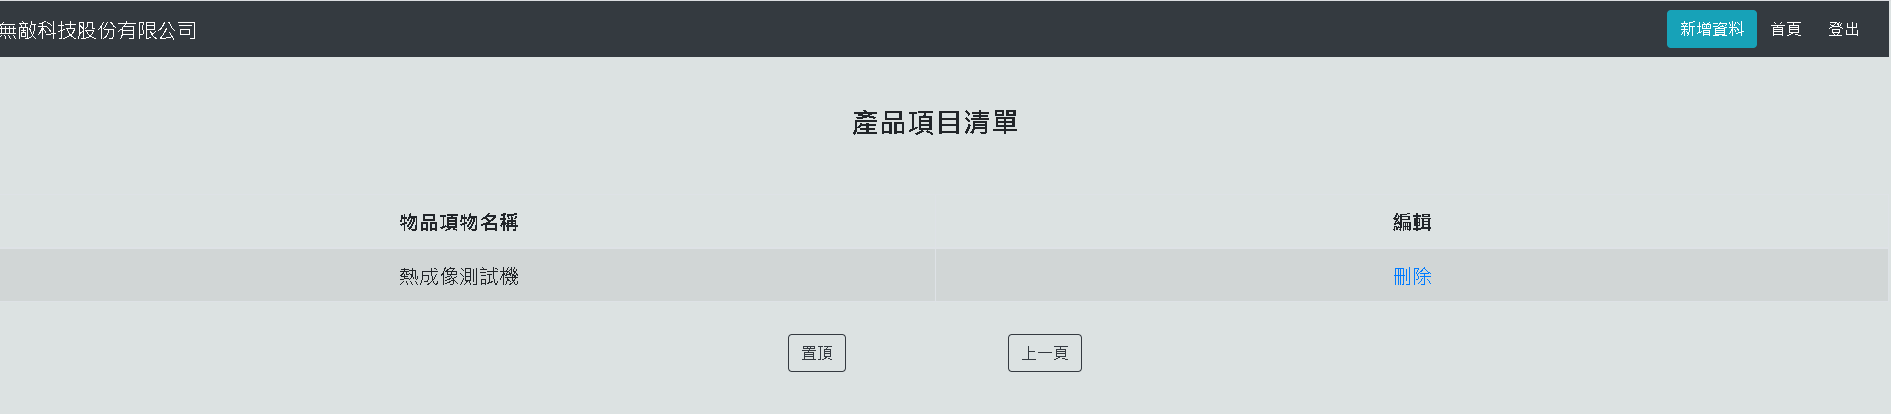 無敵科技股份有限公司 新增資料 首頁 登出
產品項目清單
物品項物名稱 編輯
熱成像測試機 刪除
置頂 上一頁